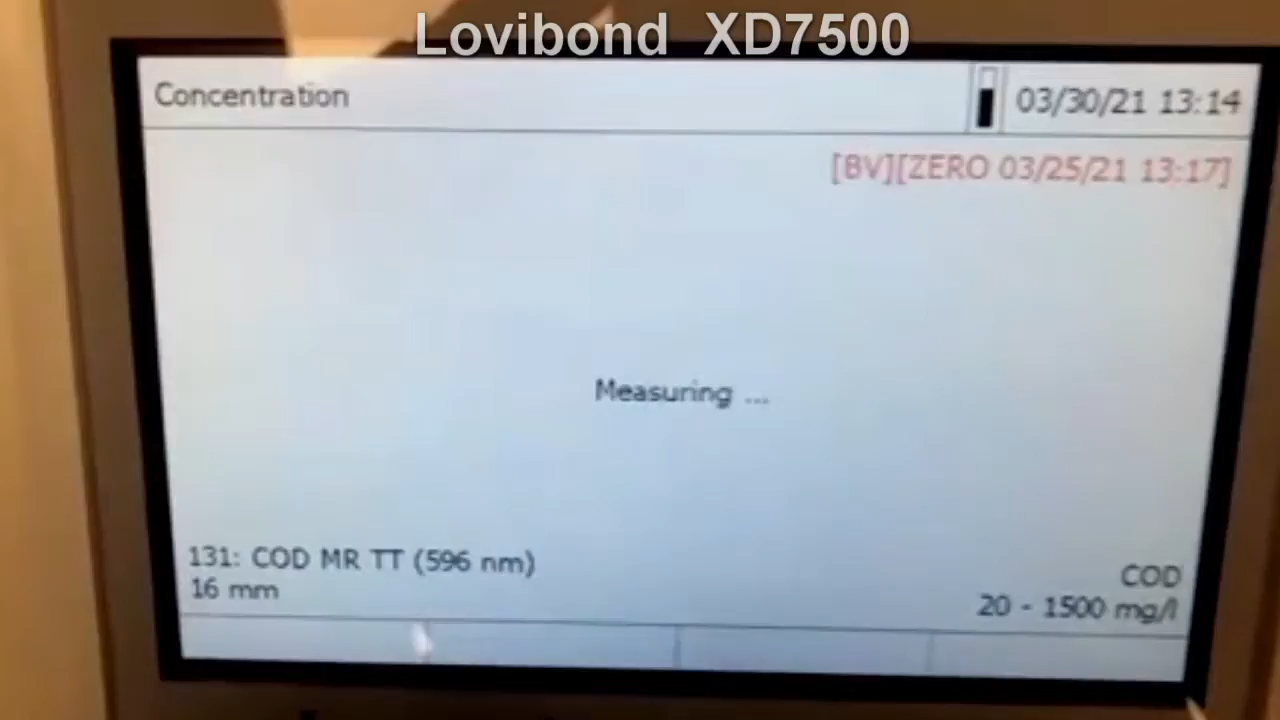 Lovibond XD7500
Concentration
03/30/21 13:14
[BV][ZERO 03/25/21 13:17]
Measuring ...
131: COD MR TT (596 nm)
16 mm
COD
20 - 1500 mg/l